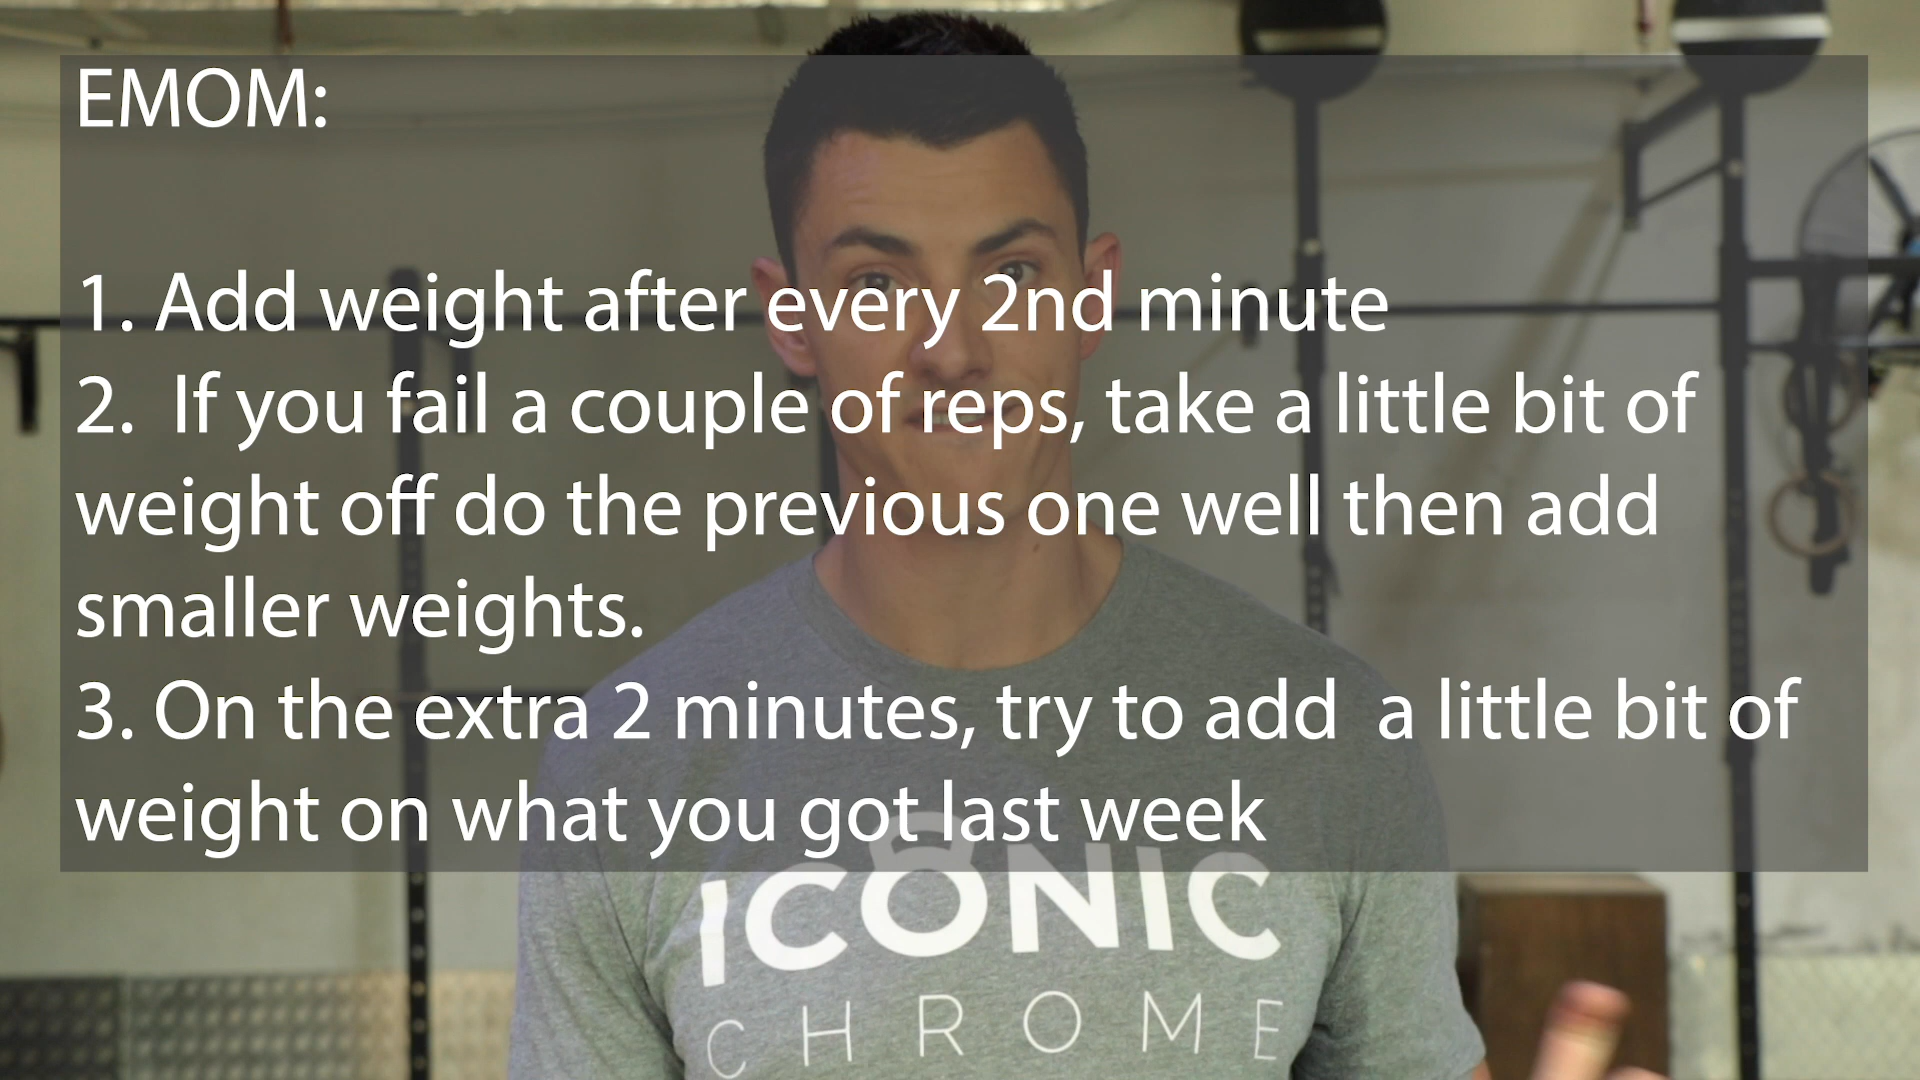 EMOM:
1. Add weight after every 2nd minute
2.  If you fail a couple of reps, take a little bit of
weight off do the previous one well then add
smaller weights.
3. On the extra 2 minutes, try to add  a little bit of
weight on what you got last week
ICONIC
CHROME